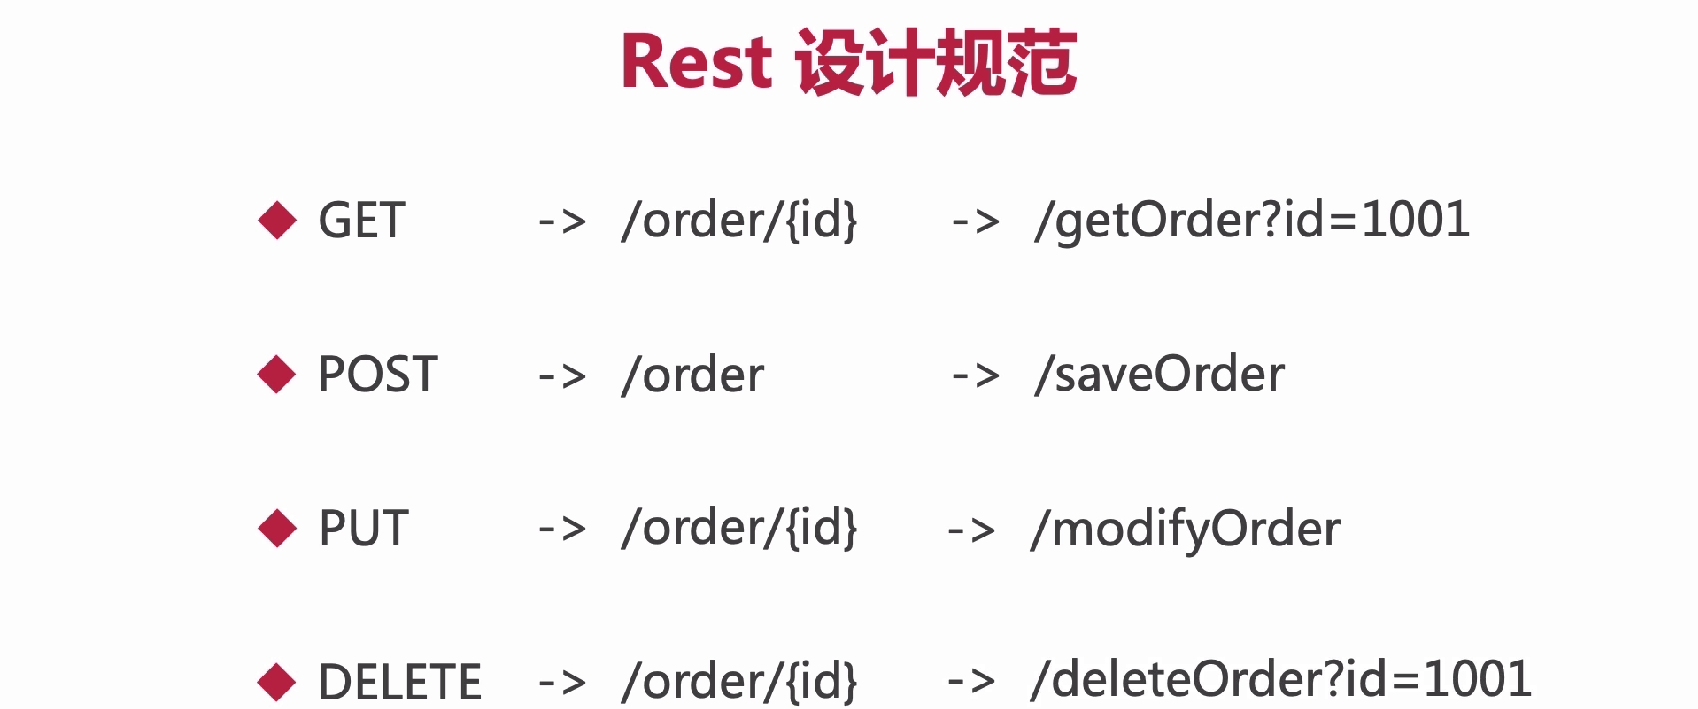 Rest 设计规范
◆ GET -> /order/{id} -> /getOrder?id=1001
◆ POST -> /order -> /saveOrder
◆ PUT -> /order/{id} -> /modifyOrder
◆ DELETE -> /order/{id} -> /deleteOrder?id=1001